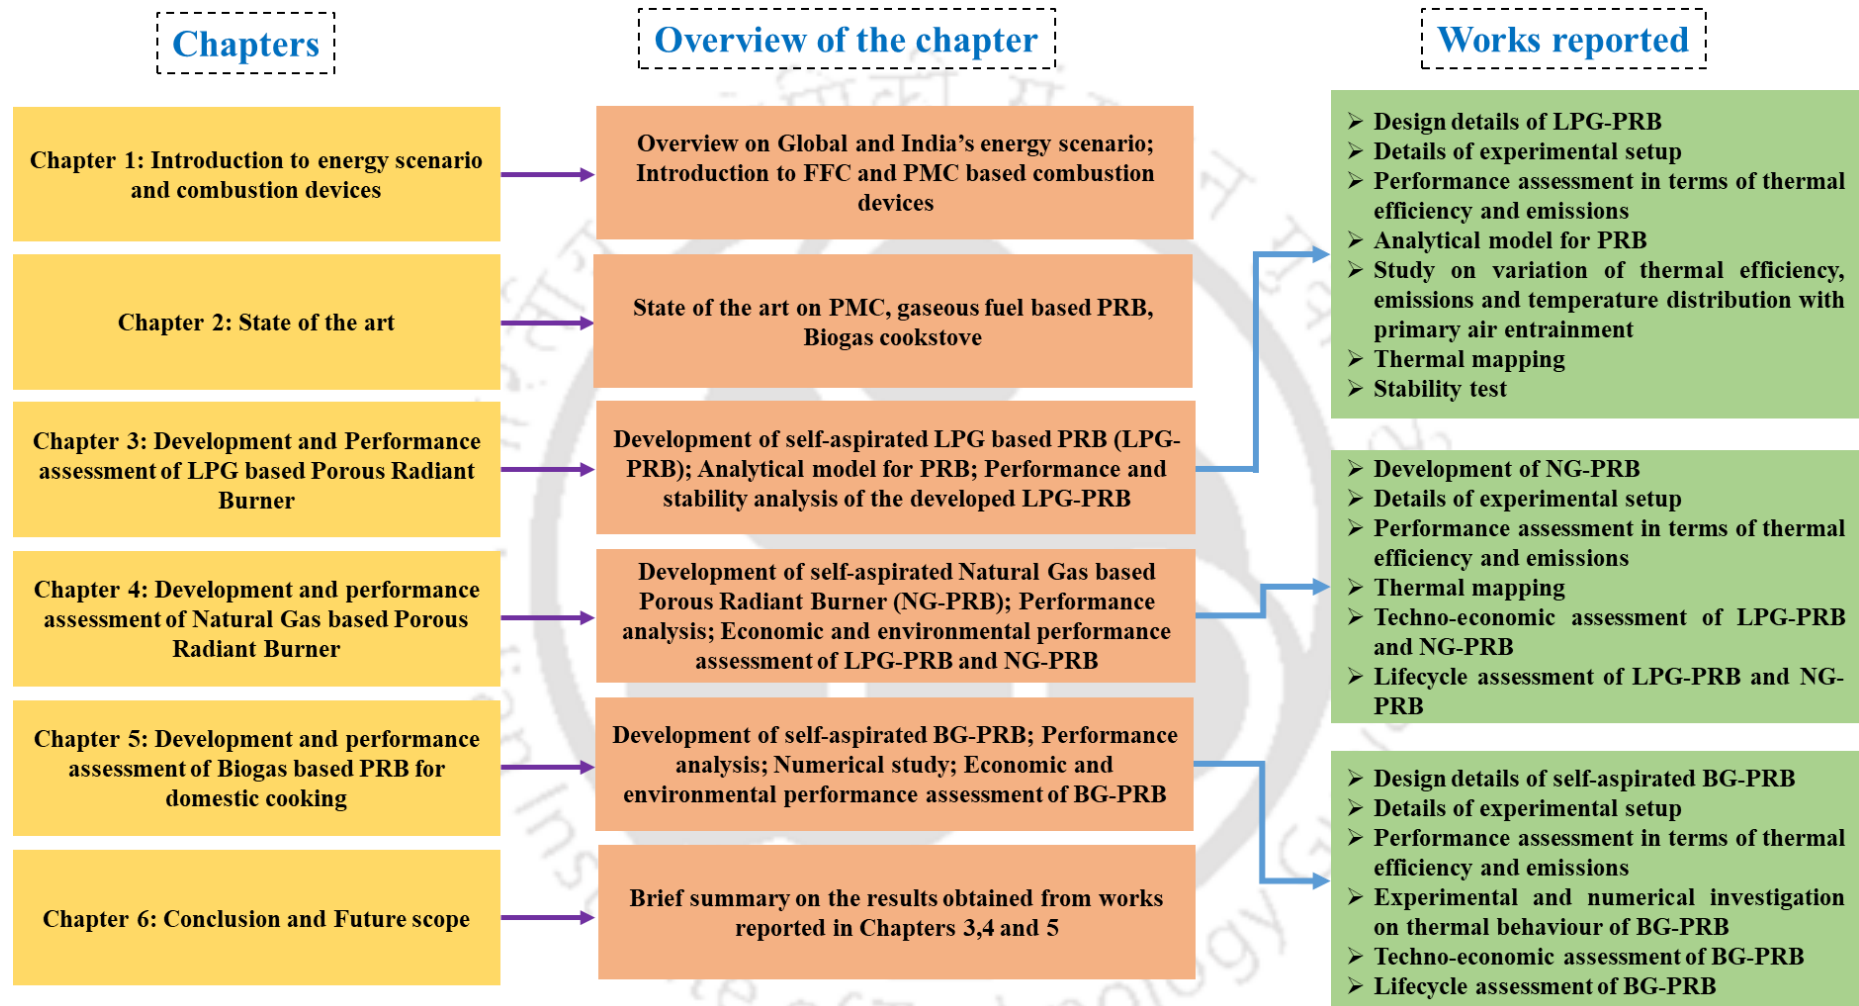 Chapters
Overview of the chapter
Works reported
Chapter 1: Introduction to energy scenario
and combustion devices
Overview on Global and India's energy scenario;
Introduction to FFC and PMC based combustion
devices
Chapter 2: State of the art
State of the art on PMC, gaseous fuel based PRB,
Biogas cookstove
Chapter 3: Development and Performance
assessment of LPG based Porous Radiant
Burner
Development of self-aspirated LPG based PRB (LPG-
PRB); Analytical model for PRB; Performance and
stability analysis of the developed LPG-PRB
Chapter 4: Development and performance
assessment of Natural Gas based Porous
Radiant Burner
Development of self-aspirated Natural Gas based
Porous Radiant Burner (NG-PRB); Performance
analysis; Economic and environmental performance
assessment of LPG-PRB and NG-PRB
Chapter 5: Development and performance
assessment of Biogas based PRB for
domestic cooking
Development of self-aspirated BG-PRB; Performance
analysis; Numerical study; Economic and
environmental performance assessment of BG-PRB
Chapter 6: Conclusion and Future scope
Brief summary on the results obtained from works
reported in Chapters 3,4 and 5
➢ Design details of LPG-PRB
➢ Details of experimental setup
➢ Performance assessment in terms of thermal
efficiency and emissions
➢ Analytical model for PRB
➢ Study on variation of thermal efficiency,
emissions and temperature distribution with
primary air entrainment
➢ Thermal mapping
➢ Stability test
➢ Development of NG-PRB
➢ Details of experimental setup
➢ Performance assessment in terms of thermal
efficiency and emissions
➢ Thermal mapping
➢ Techno-economic assessment of LPG-PRB
and NG-PRB
➢ Lifecycle assessment of LPG-PRB and NG-
PRB
➢ Design details of self-aspirated BG-PRB
➢ Details of experimental setup
➢ Performance assessment in terms of thermal
efficiency and emissions
➢ Experimental and numerical investigation
on thermal behaviour of BG-PRB
➢ Techno-economic assessment of BG-PRB
➢ Lifecycle assessment of BG-PRB